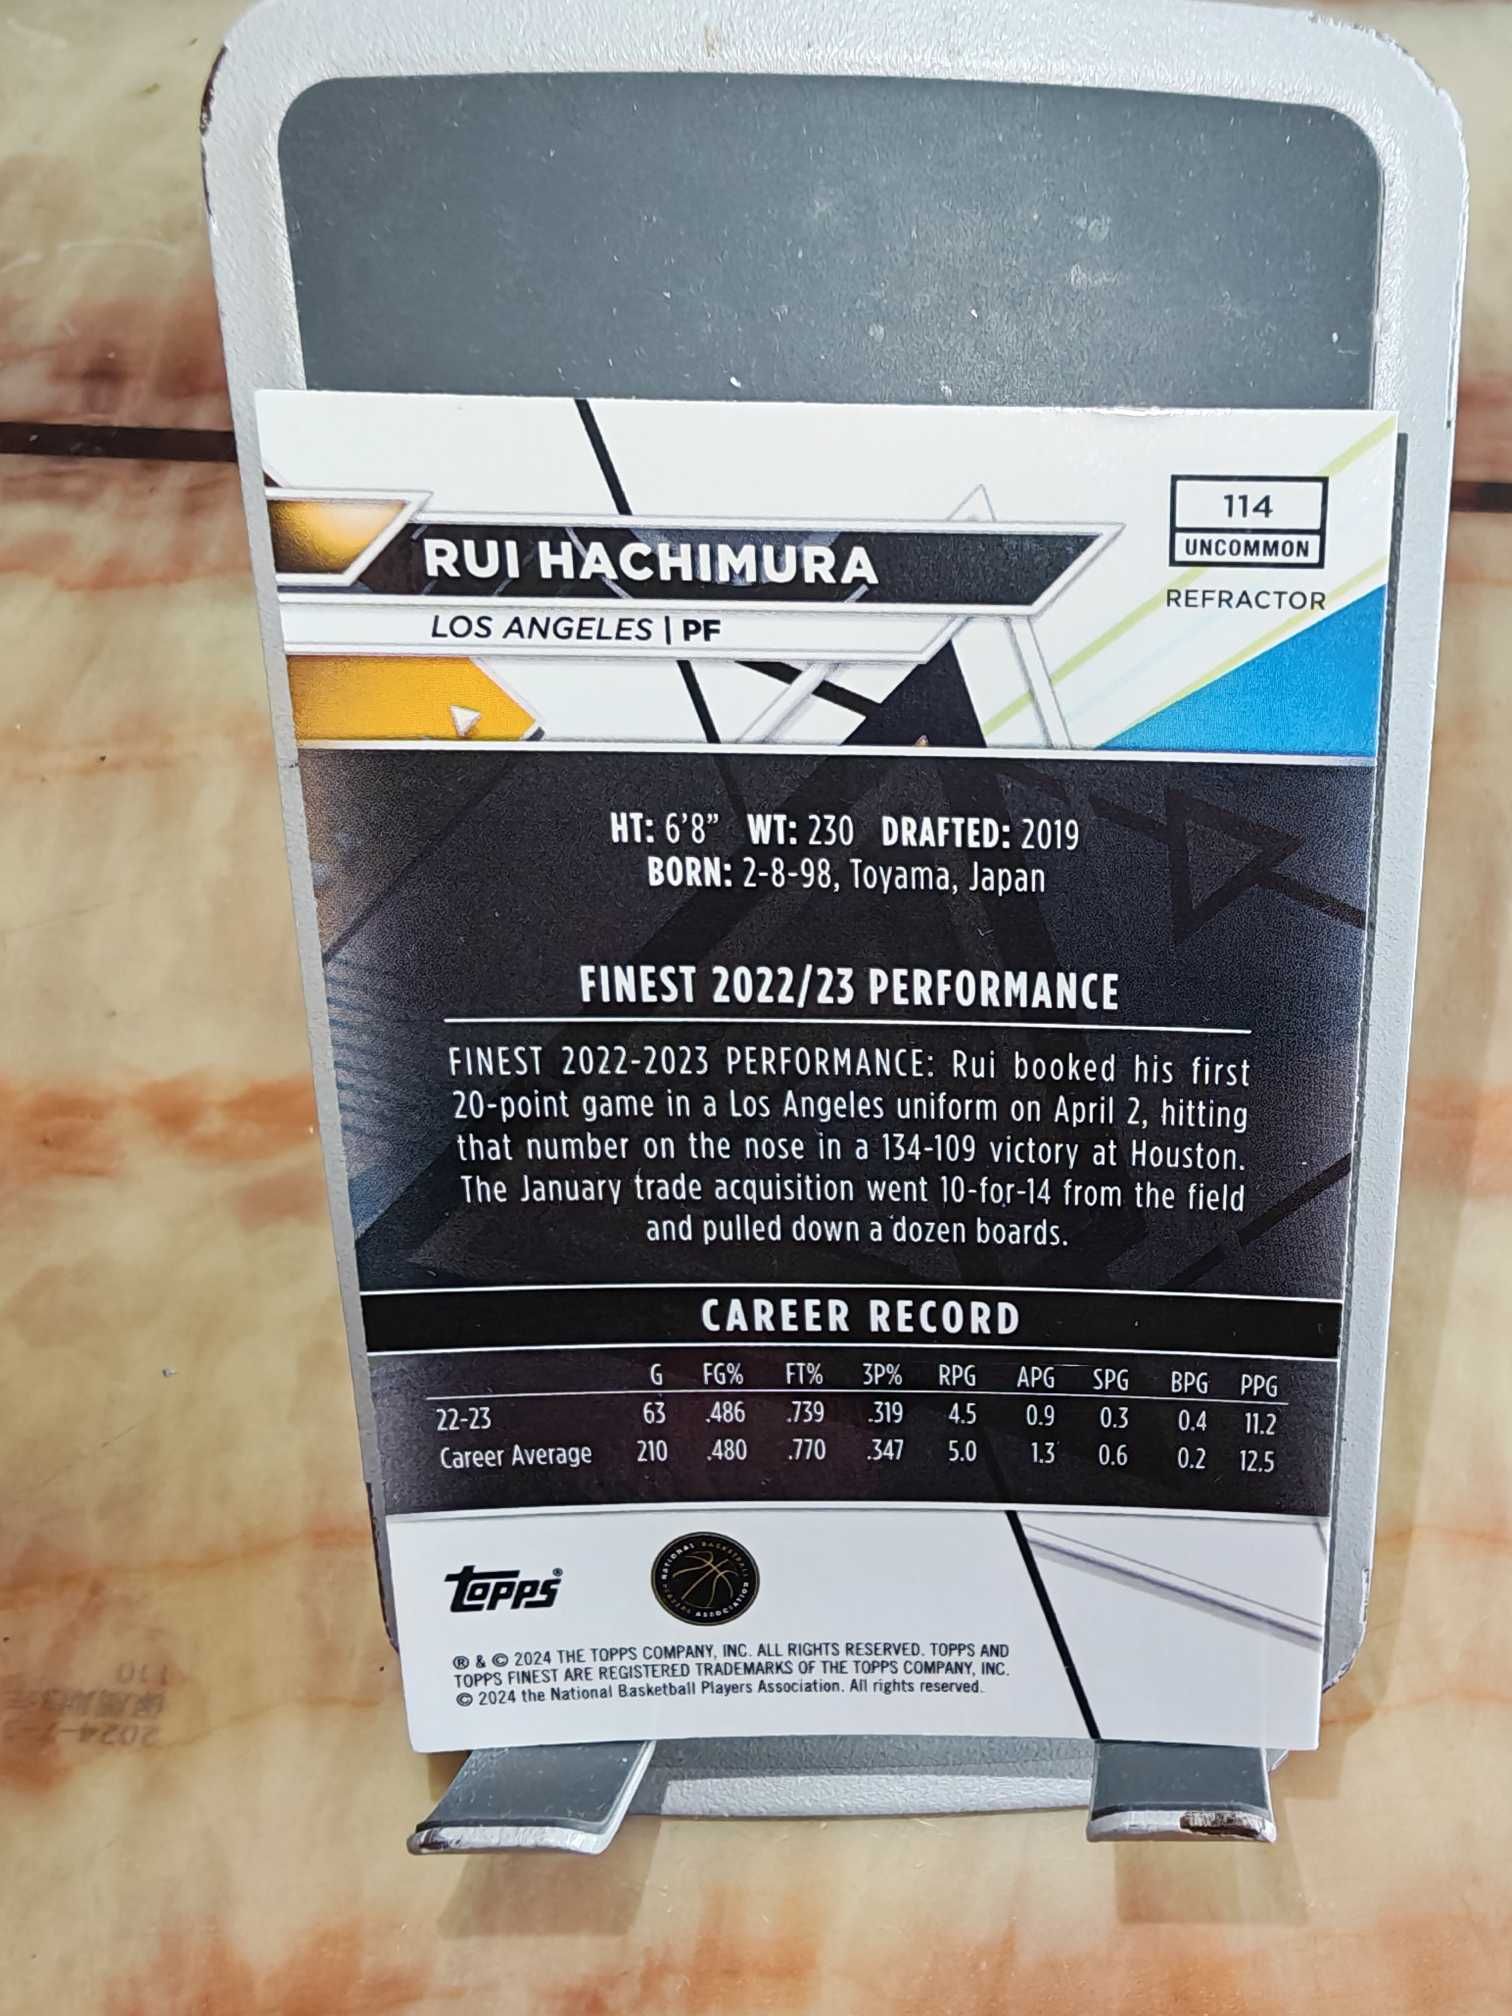 114
UNCOMMON
REFRACTOR
RUI HACHIMURA
LOS ANGELES | PF
HT: 6'8" WT: 230 DRAFTED: 2019
BORN: 2-8-98, Toyama, Japan
FINEST 2022/23 PERFORMANCE
FINEST 2022-2023 PERFORMANCE: Rui booked his first
20-point game in a Los Angeles uniform on April 2, hitting
that number on the nose in a 134-109 victory at Houston.
The January trade acquisition went 10-for-14 from the field
and pulled down a dozen boards.
CAREER RECORD
G FG% FT% 3P% RPG APG SPG BPG PPG
22-23 63 .486 .739 .319 4.5 0.9 0.3 0.4 11.2
Career Average 210 .480 .770 .347 5.0 1.3 0.6 0.2 12.5
topps®
NATIONAL BASKETBALL PLAYERS ASSOCIATION
® & © 2024 THE TOPPS COMPANY, INC. ALL RIGHTS RESERVED. TOPPS AND
TOPPS FINEST ARE REGISTERED TRADEMARKS OF THE TOPPS COMPANY, INC.
© 2024 the National Basketball Players Association. All rights reserved.